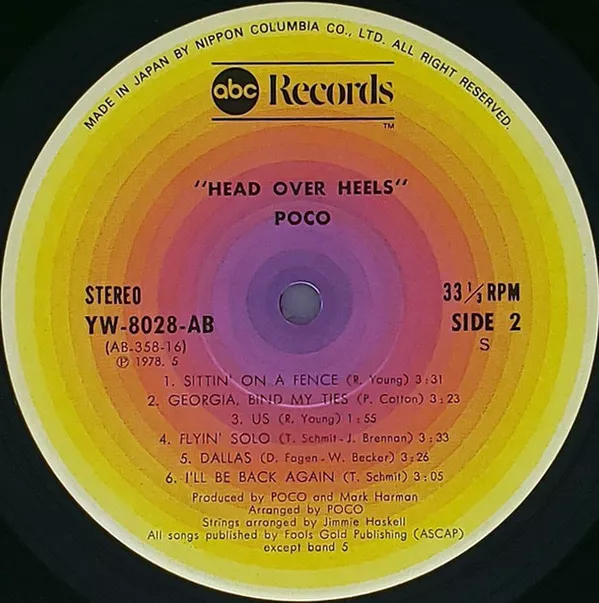 MADE IN JAPAN BY NIPPON COLUMBIA CO., LTD. ALL RIGHT RESERVED.
abc Records
TM
"HEAD OVER HEELS"
POCO
STEREO
33 1/3 RPM
YW-8028-AB
SIDE 2
(AB-358-16)
S
Ⓟ 1978. 5
1. SITTIN' ON A FENCE (R. Young) 3:31
2. GEORGIA, BIND MY TIES (P. Cotton) 3:23
3. US (R. Young) 1:55
4. FLYIN' SOLO (T. Schmit-J. Brennan) 3:33
5. DALLAS (D. Fagen-W. Becker) 3:26
6. I'LL BE BACK AGAIN (T. Schmit) 3:05
Produced by POCO and Mark Harman
Arranged by POCO
Strings arranged by Jimmie Haskell
All songs published by Fools Gold Publishing (ASCAP)
except band 5